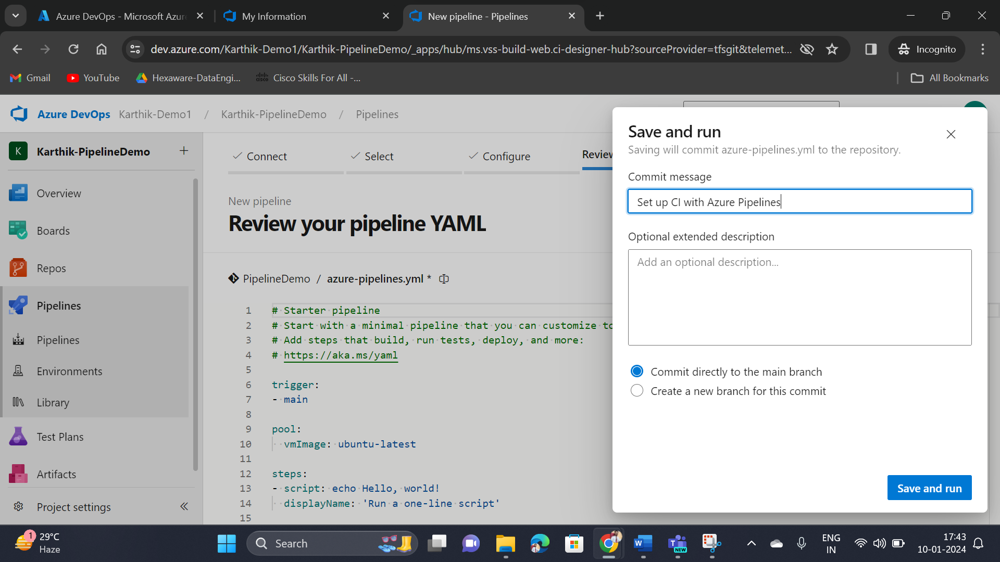 Azure DevOps - Microsoft Azur
My Information
New pipeline - Pipelines
dev.azure.com/Karthik-Demo1/Karthik-PipelineDemo/_apps/hub/ms.vss-build-web.ci-designer-hub?sourceProvider=tfsgit&telemet...
Incognito
Gmail
YouTube
Hexaware-DataEngi...
Cisco Skills For All -...
All Bookmarks
Azure DevOps Karthik-Demo1 / Karthik-PipelineDemo / Pipelines
K Karthik-PipelineDemo
Overview
Boards
Repos
Pipelines
Pipelines
Environments
Library
Test Plans
Artifacts
Project settings
Connect
Select
Configure
Review
New pipeline
Review your pipeline YAML
PipelineDemo / azure-pipelines.yml *
1 # Starter pipeline
2 # Start with a minimal pipeline that you can customize to
3 # Add steps that build, run tests, deploy, and more:
4 # https://aka.ms/yaml
5
6 trigger:
7 - main
8
9 pool:
10 vmImage: ubuntu-latest
11
12 steps:
13 - script: echo Hello, world!
14 displayName: 'Run a one-line script'
15
Save and run
Saving will commit azure-pipelines.yml to the repository.
Commit message
Set up CI with Azure Pipelines
Optional extended description
Add an optional description...
Commit directly to the main branch
Create a new branch for this commit
Save and run
1
29°C
Haze
Search
NEW
ENG
IN
17:43
10-01-2024